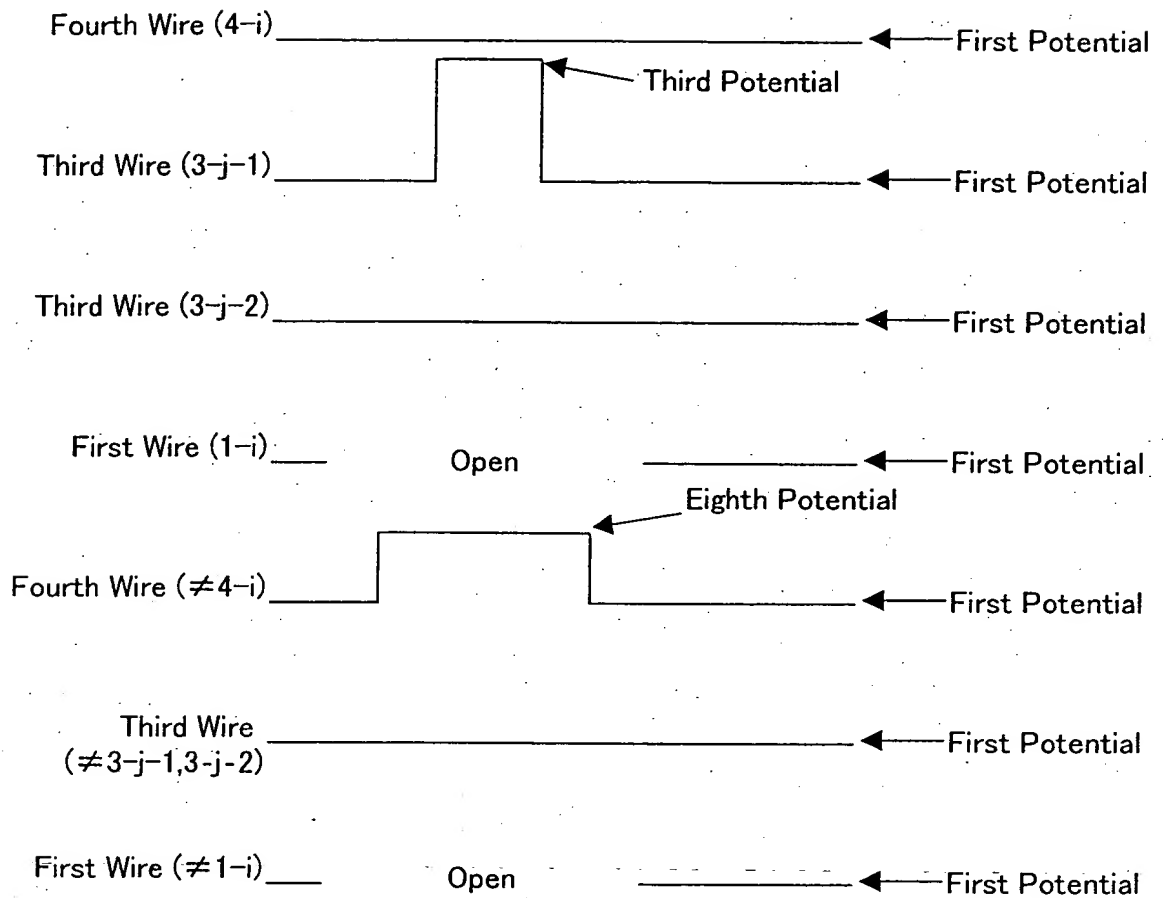 Fourth Wire (4-i)
First Potential
Third Potential
Third Wire (3-j-1)
First Potential
Third Wire (3-j-2)
First Potential
First Wire (1-i)
Open
First Potential
Eighth Potential
Fourth Wire (≠4-i)
First Potential
Third Wire
(≠3-j-1,3-j-2)
First Potential
First Wire (≠1-i)
Open
First Potential